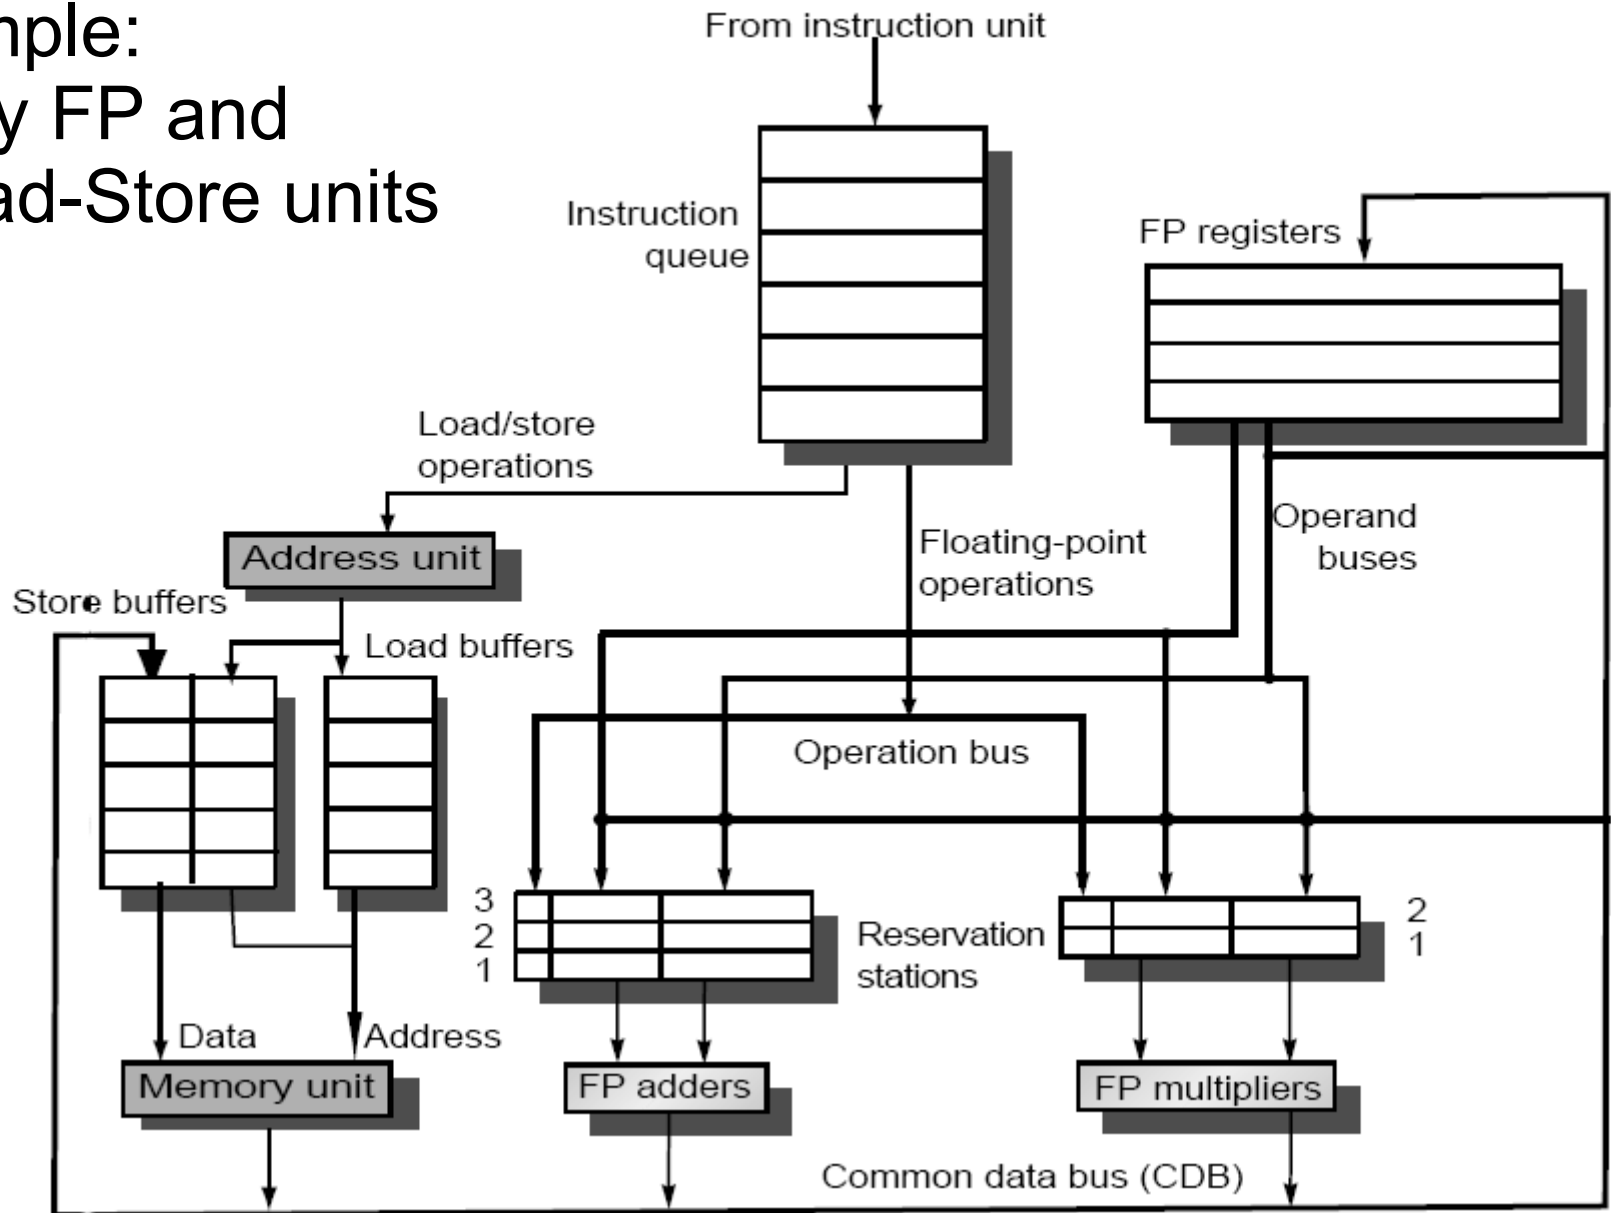 mple:
y FP and
ad-Store units
From instruction unit
Instruction
queue
FP registers
Load/store
operations
Address unit
Floating-point
operations
Operand
buses
Store buffers
Load buffers
Operation bus
3
2
1
Reservation
stations
2
1
Data
Address
Memory unit
FP adders
FP multipliers
Common data bus (CDB)